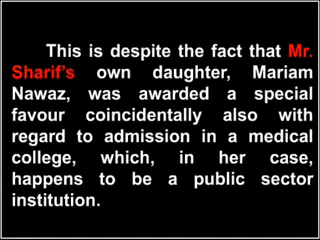 This is despite the fact that Mr.
Sharif's own daughter, Mariam
Nawaz, was awarded a special
favour coincidentally also with
regard to admission in a medical
college, which, in her case,
happens to be a public sector
institution.